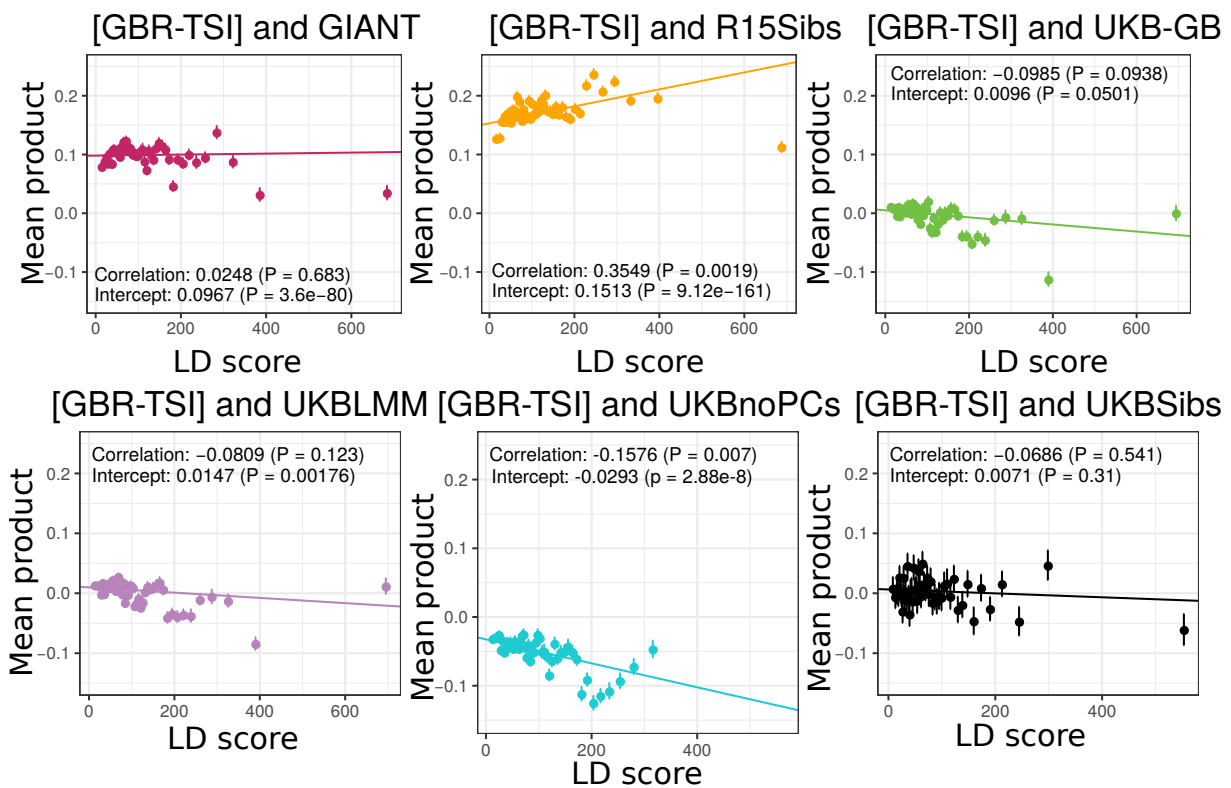 [GBR-TSI] and GIANT
Mean product
0.2
0.1
0.0
−0.1
Correlation: 0.0248 (P = 0.683)
Intercept: 0.0967 (P = 3.6e−80)
0 200 400 600
LD score
[GBR-TSI] and R15Sibs
Mean product
0.2
0.1
0.0
−0.1
Correlation: 0.3549 (P = 0.0019)
Intercept: 0.1513 (P = 9.12e−161)
0 200 400 600
LD score
[GBR-TSI] and UKB-GB
Mean product
Correlation: −0.0985 (P = 0.0938)
Intercept: 0.0096 (P = 0.0501)
0.2
0.1
0.0
−0.1
0 200 400 600
LD score
[GBR-TSI] and UKBLMM
Mean product
Correlation: −0.0809 (P = 0.123)
Intercept: 0.0147 (P = 0.00176)
0.2
0.1
0.0
−0.1
0 200 400 600
LD score
[GBR-TSI] and UKBnoPCs
Mean product
Correlation: -0.1576 (P = 0.007)
Intercept: -0.0293 (p = 2.88e-8)
0.2
0.1
0.0
−0.1
0 200 400
LD score
[GBR-TSI] and UKBSibs
Mean product
Correlation: −0.0686 (P = 0.541)
Intercept: 0.0071 (P = 0.31)
0.2
0.1
0.0
−0.1
0 200 400
LD score